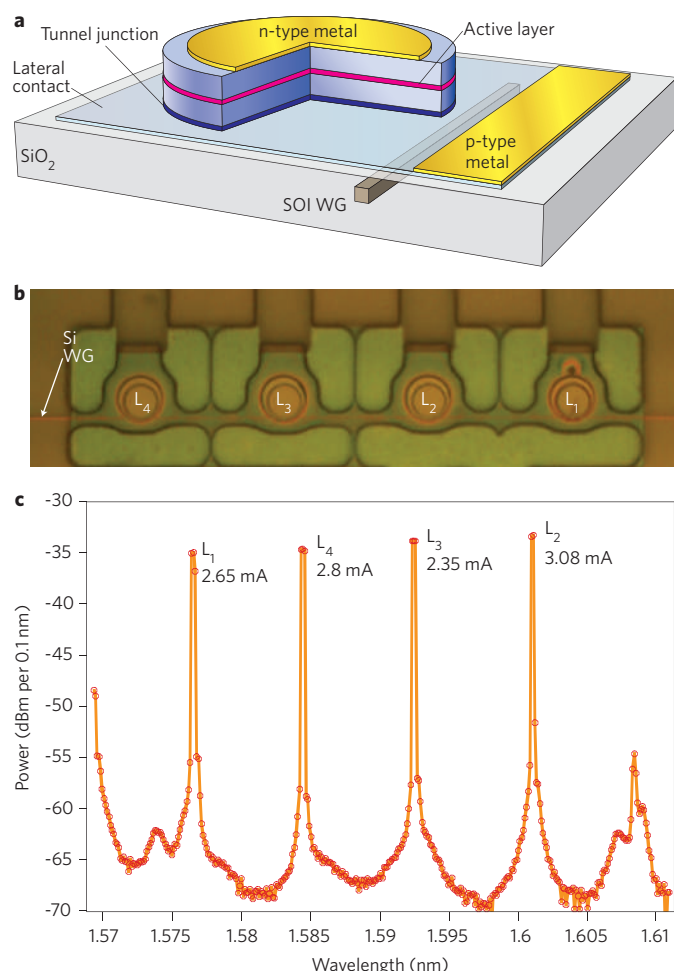 a
Tunnel junction
n-type metal
Active layer
Lateral
contact
SiO2
p-type
metal
SOI WG
b
Si
WG
L4
L3
L2
L1
c
-30
-35
-40
-45
-50
-55
-60
-65
-70
Power (dBm per 0.1 nm)
L1
2.65 mA
L4
2.8 mA
L3
2.35 mA
L2
3.08 mA
1.57
1.575
1.58
1.585
1.59
1.595
1.6
1.605
1.61
Wavelength (nm)